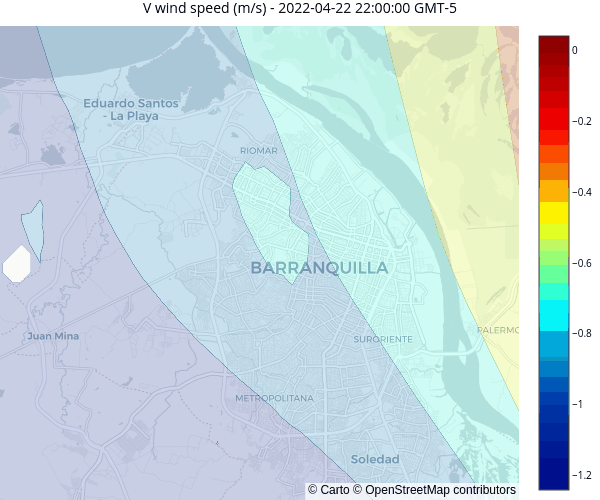 V wind speed (m/s) - 2022-04-22 22:00:00 GMT-5
Eduardo Santos
- La Playa
RIOMAR
BARRANQUILLA
Juan Mina
SURORIENTE
PALERMO
METROPOLITANA
Soledad
© Carto © OpenStreetMap contributors
0
−0.2
−0.4
−0.6
−0.8
−1
−1.2